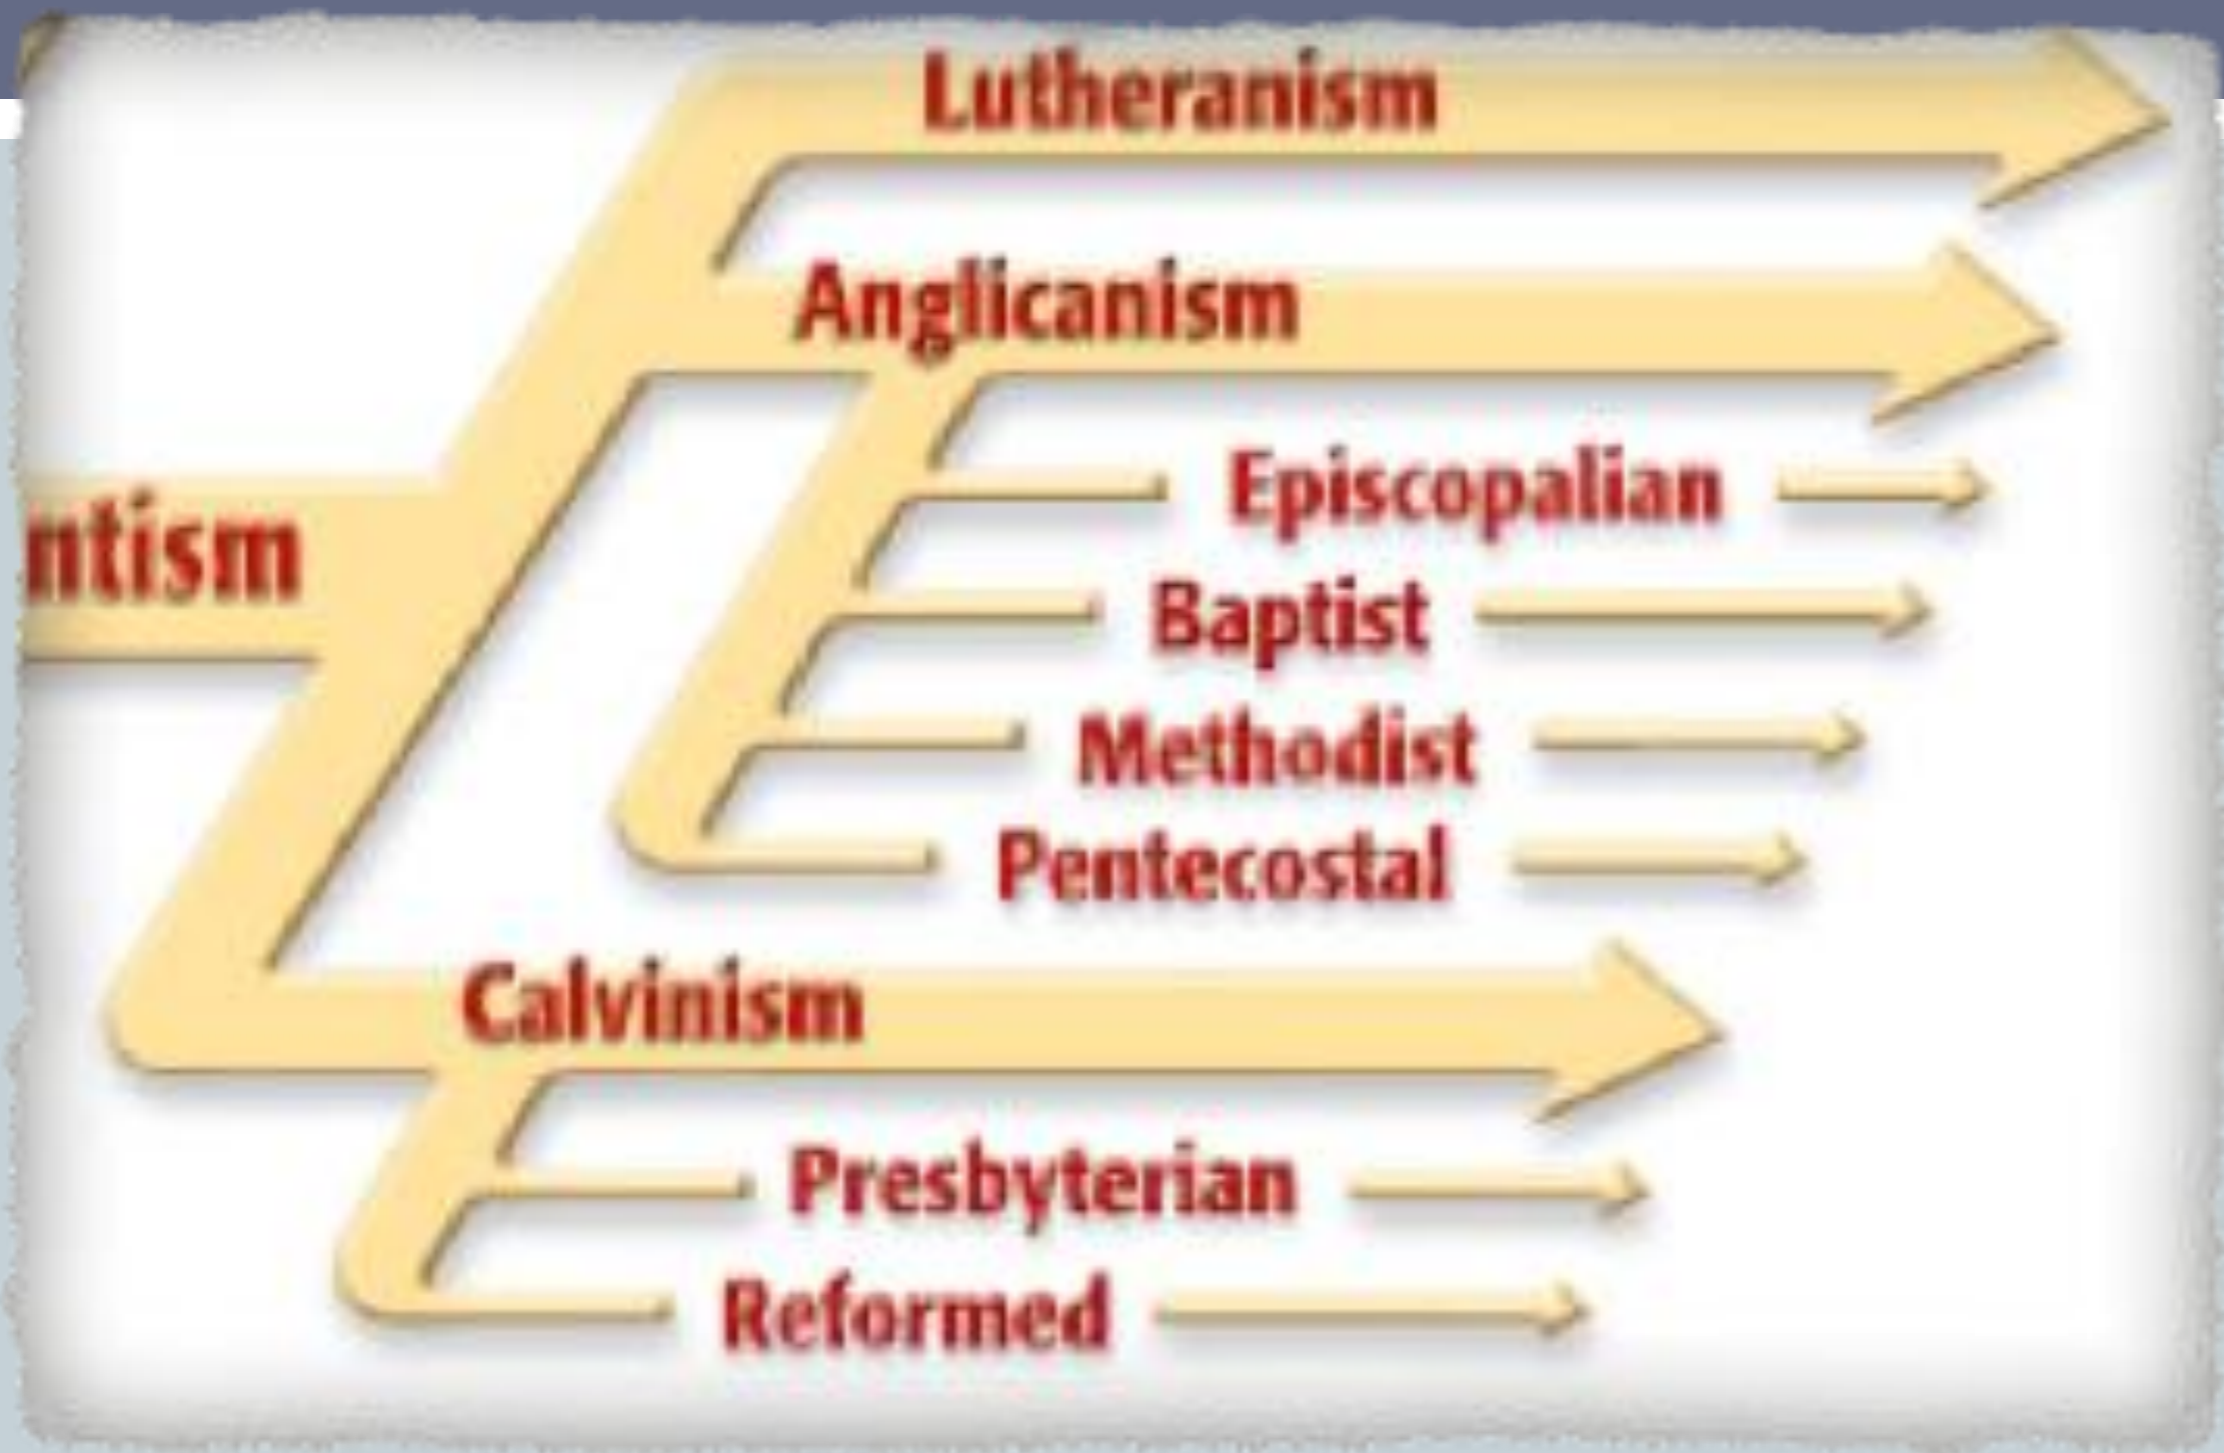 Lutheranism
Anglicanism
Episcopalian
ntism
Baptist
Methodist
Pentecostal
Calvinism
Presbyterian
Reformed